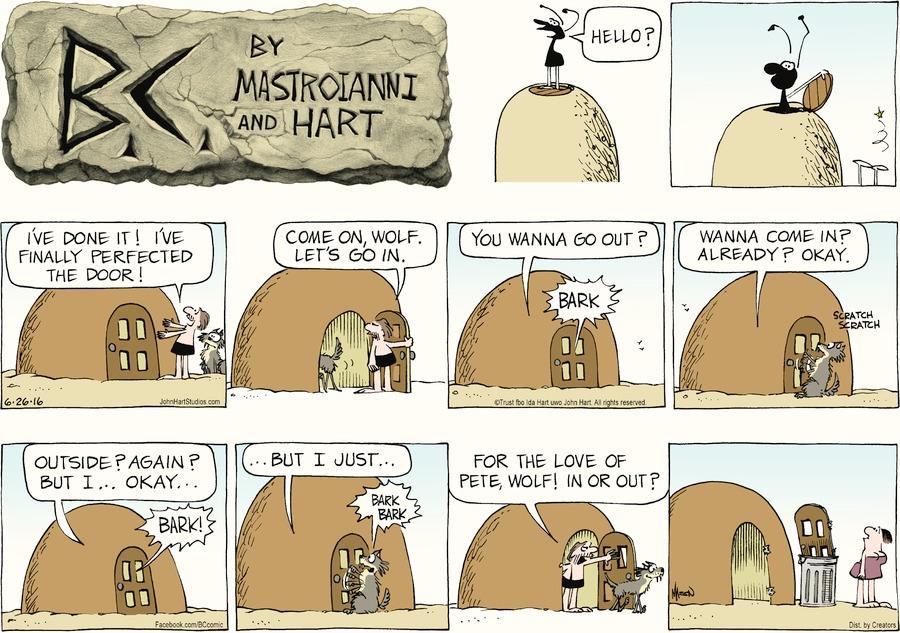 B.C.
BY
MASTROIANNI
AND HART
HELLO?
I'VE DONE IT! I'VE
FINALLY PERFECTED
THE DOOR!
6·26·16
JohnHartStudios.com
COME ON, WOLF.
LET'S GO IN.
YOU WANNA GO OUT?
BARK
©Trust fbo Ida Hart uwo John Hart. All rights reserved.
WANNA COME IN?
ALREADY? OKAY.
SCRATCH
SCRATCH
OUTSIDE? AGAIN?
BUT I... OKAY...
BARK!
Facebook.com/BCcomic
...BUT I JUST...
BARK
BARK
FOR THE LOVE OF
PETE, WOLF! IN OR OUT?
Dist. by Creators